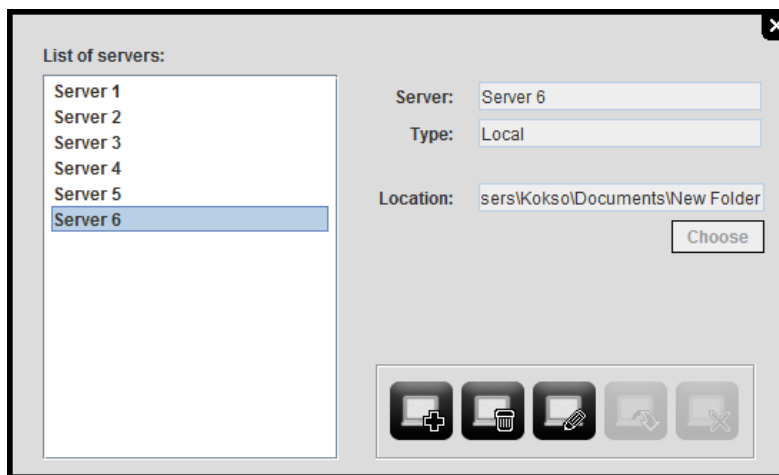 List of servers:
Server 1
Server 2
Server 3
Server 4
Server 5
Server 6
Server: Server 6
Type: Local
Location: sers\Kokso\Documents\New Folder
Choose